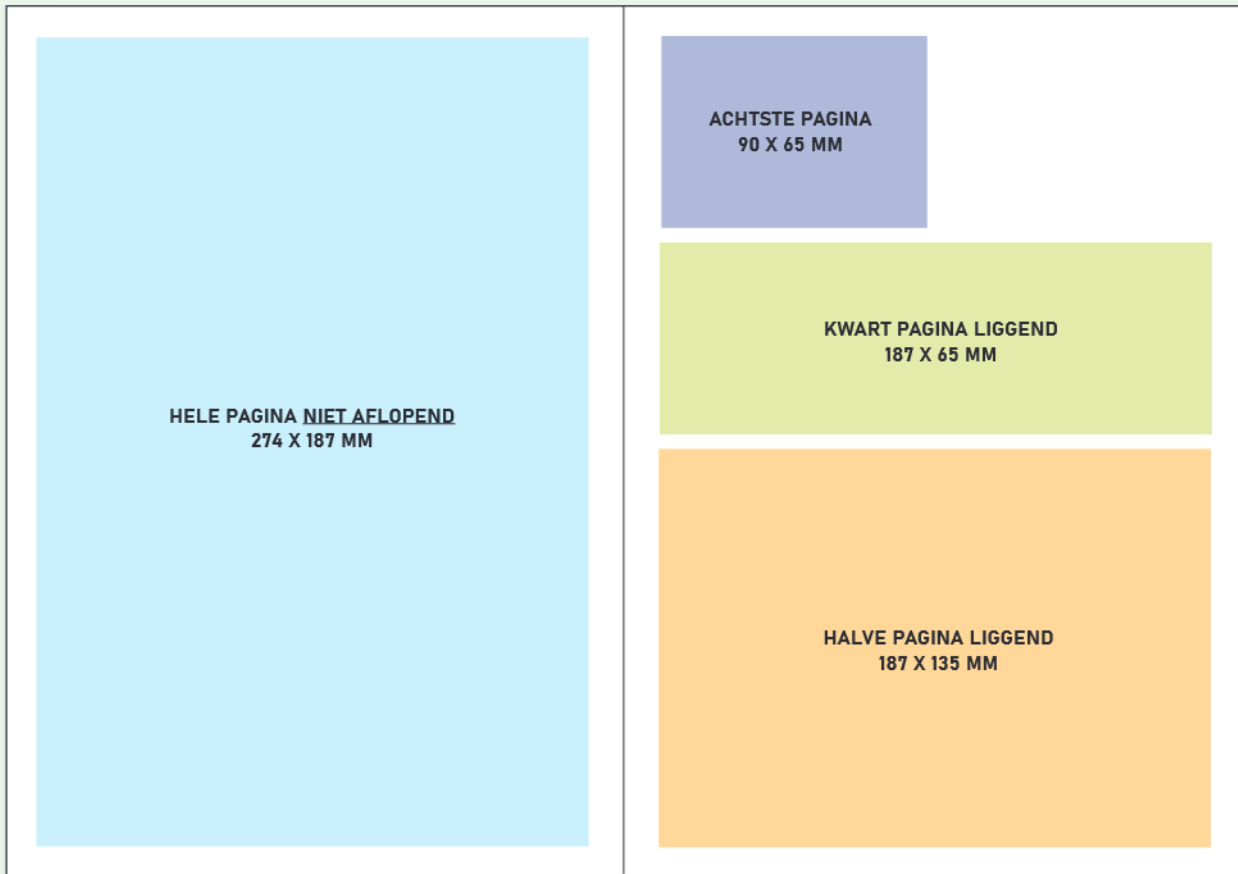 HELE PAGINA NIET AFLOPEND
274 X 187 MM
ACHTSTE PAGINA
90 X 65 MM
KWART PAGINA LIGGEND
187 X 65 MM
HALVE PAGINA LIGGEND
187 X 135 MM